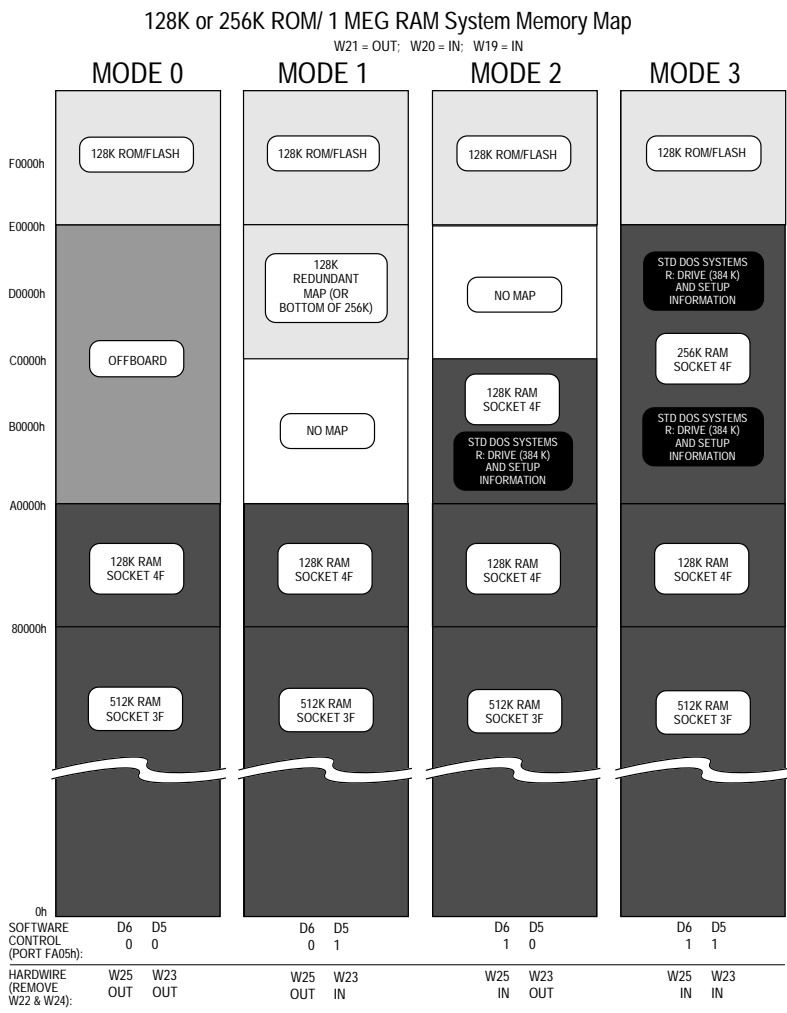 128K or 256K ROM/ 1 MEG RAM System Memory Map
W21 = OUT; W20 = IN; W19 = IN
MODE 0 MODE 1 MODE 2 MODE 3
128K ROM/FLASH 128K ROM/FLASH 128K ROM/FLASH 128K ROM/FLASH
F0000h
E0000h
128K
REDUNDANT
MAP (OR
BOTTOM OF 256K)
NO MAP
STD DOS SYSTEMS
R: DRIVE (384 K)
AND SETUP
INFORMATION
D0000h
C0000h
OFFBOARD
256K RAM
SOCKET 4F
128K RAM
SOCKET 4F
B0000h
NO MAP
STD DOS SYSTEMS
R: DRIVE (384 K)
AND SETUP
INFORMATION
STD DOS SYSTEMS
R: DRIVE (384 K)
AND SETUP
INFORMATION
A0000h
128K RAM 128K RAM 128K RAM 128K RAM
SOCKET 4F SOCKET 4F SOCKET 4F SOCKET 4F
80000h
512K RAM 512K RAM 512K RAM 512K RAM
SOCKET 3F SOCKET 3F SOCKET 3F SOCKET 3F
0h
SOFTWARE
CONTROL
(PORT FA05h):
D6 D5 D6 D5 D6 D5 D6 D5
0 0 0 1 1 0 1 1
HARDWIRE
(REMOVE
W22 & W24):
W25 W23 W25 W23 W25 W23 W25 W23
OUT OUT OUT IN IN OUT IN IN